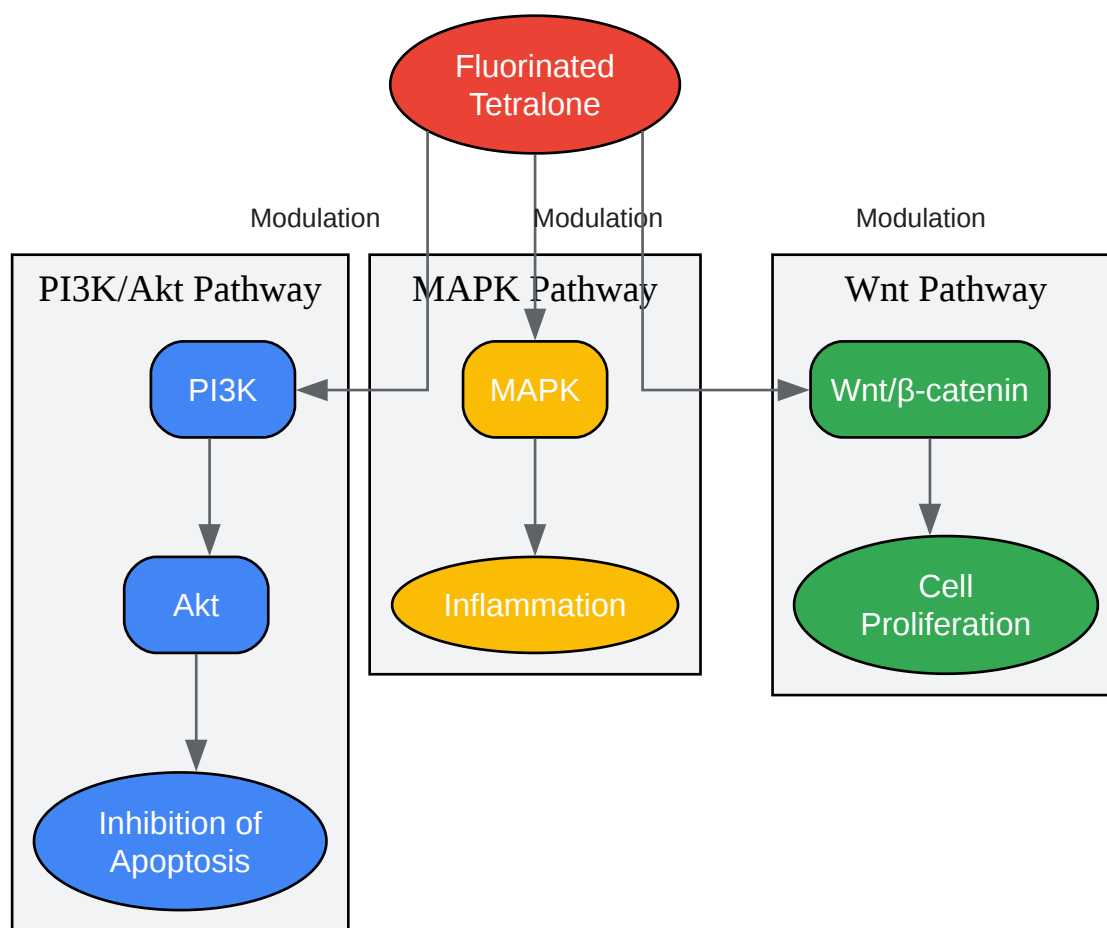 Fluorinated
Tetralone
Modulation
Modulation
Modulation
PI3K/Akt Pathway
MAPK Pathway
Wnt Pathway
PI3K
MAPK
Wnt/β-catenin
Akt
Inflammation
Cell
Proliferation
Inhibition of
Apoptosis